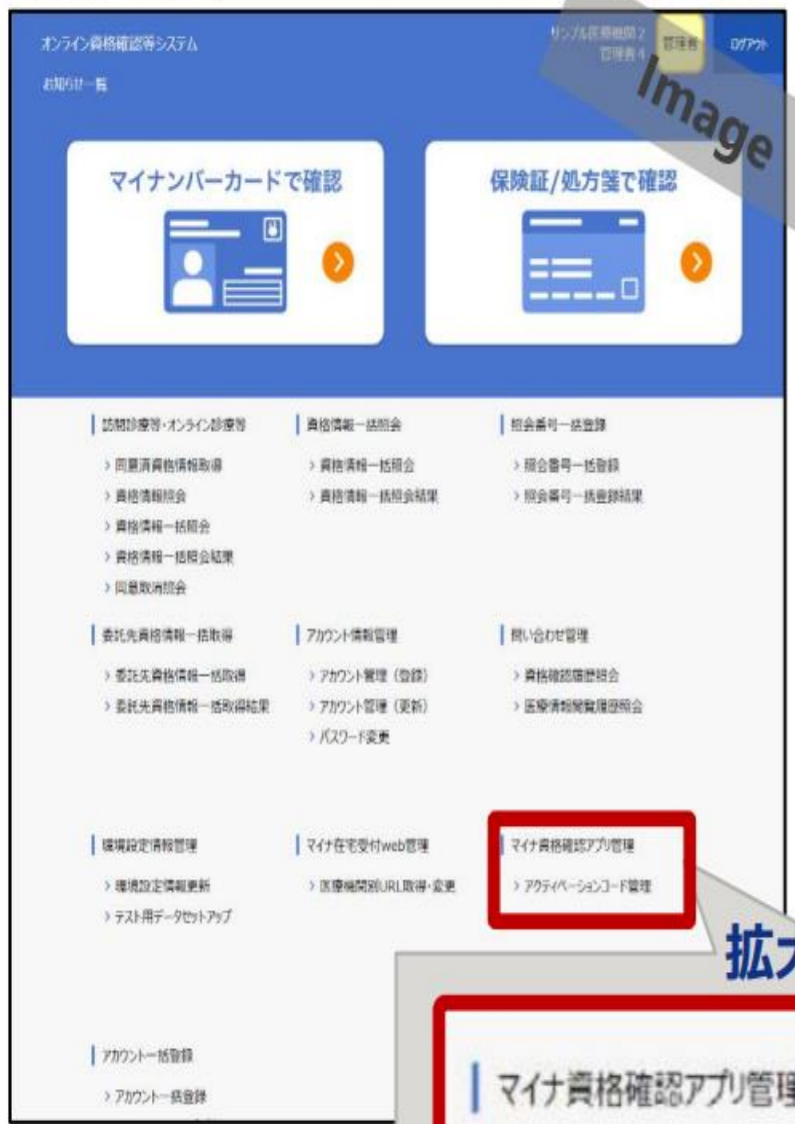 オンライン資格確認等システム
サンプル医療機関2
管理者4
管理者
ログアウト
お知らせ一覧
Image
マイナンバーカードで確認
保険証/処方箋で確認
訪問診療等・オンライン診療等
> 同意済資格情報取得
> 資格情報照会
> 資格情報一括照会
> 資格情報一括照会結果
> 同意取消照会
資格情報一括照会
> 資格情報一括照会
> 資格情報一括照会結果
照会番号一括登録
> 照会番号一括登録
> 照会番号一括登録結果
委託先資格情報一括取得
> 委託先資格情報一括取得
> 委託先資格情報一括取得結果
アカウント情報管理
> アカウント管理（登録）
> アカウント管理（更新）
> パスワード変更
問い合わせ管理
> 資格確認履歴照会
> 医療情報閲覧履歴照会
環境設定情報管理
> 環境設定情報更新
> テスト用データセットアップ
マイナ在宅受付web管理
> 医療機関別URL取得・変更
マイナ資格確認アプリ管理
> アクティベーションコード管理
拡大
アカウント一括登録
> アカウント一括登録
マイナ資格確認アプリ管理